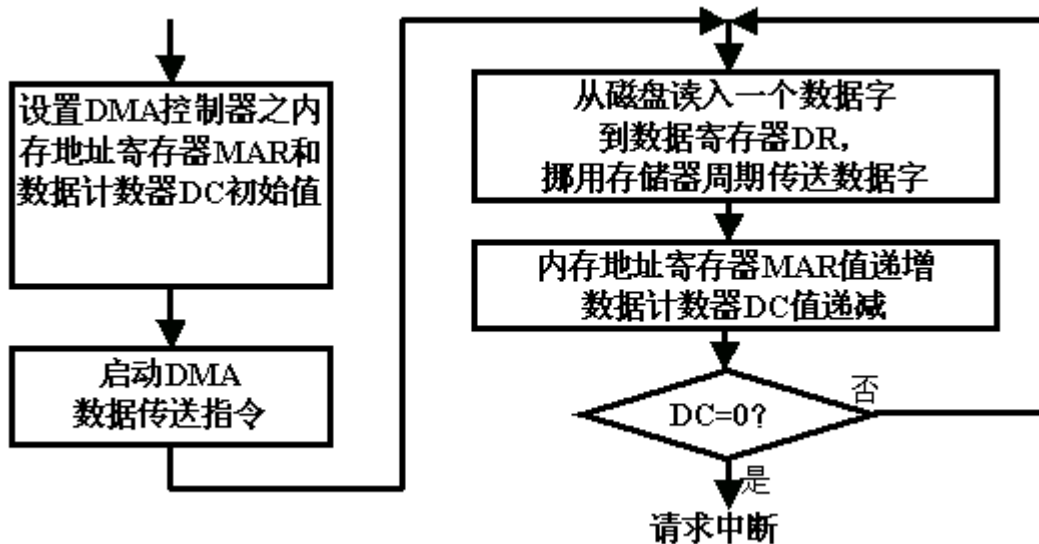 设置DMA控制器之内
存地址寄存器MAR和
数据计数器DC初始值
启动DMA
数据传送指令
从磁盘读入一个数据字
到数据寄存器DR，
挪用存储器周期传送数据字
内存地址寄存器MAR值递增
数据计数器DC值递减
DC=0?
否
是
请求中断